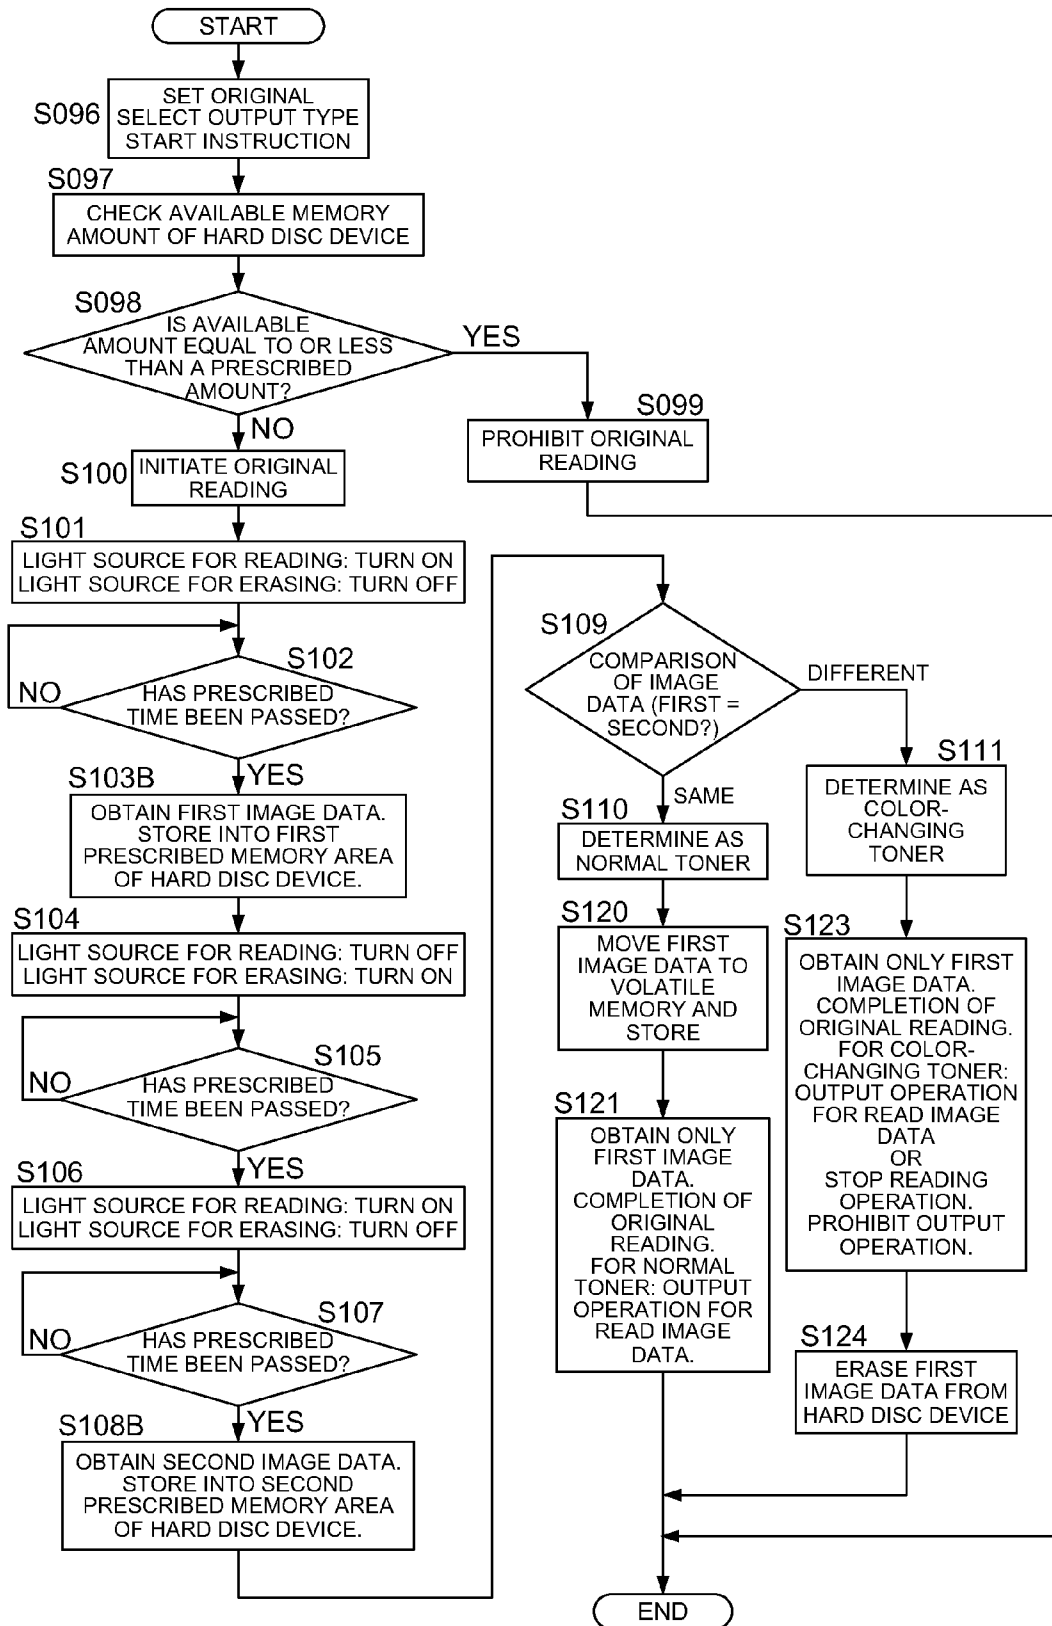 START
S096
SET ORIGINAL
SELECT OUTPUT TYPE
START INSTRUCTION
S097
CHECK AVAILABLE MEMORY
AMOUNT OF HARD DISC DEVICE
S098
IS AVAILABLE
AMOUNT EQUAL TO OR LESS
THAN A PRESCRIBED
AMOUNT?
YES
NO
S099
PROHIBIT ORIGINAL
READING
S100
INITIATE ORIGINAL
READING
S101
LIGHT SOURCE FOR READING: TURN ON
LIGHT SOURCE FOR ERASING: TURN OFF
S102
HAS PRESCRIBED
TIME BEEN PASSED?
NO
YES
S103B
OBTAIN FIRST IMAGE DATA.
STORE INTO FIRST
PRESCRIBED MEMORY AREA
OF HARD DISC DEVICE.
S104
LIGHT SOURCE FOR READING: TURN OFF
LIGHT SOURCE FOR ERASING: TURN ON
S105
HAS PRESCRIBED
TIME BEEN PASSED?
NO
YES
S106
LIGHT SOURCE FOR READING: TURN ON
LIGHT SOURCE FOR ERASING: TURN OFF
S107
HAS PRESCRIBED
TIME BEEN PASSED?
NO
YES
S108B
OBTAIN SECOND IMAGE DATA.
STORE INTO SECOND
PRESCRIBED MEMORY AREA
OF HARD DISC DEVICE.
S109
COMPARISON
OF IMAGE
DATA (FIRST =
SECOND?)
DIFFERENT
SAME
S110
DETERMINE AS
NORMAL TONER
S111
DETERMINE AS
COLOR-
CHANGING
TONER
S120
MOVE FIRST
IMAGE DATA TO
VOLATILE
MEMORY AND
STORE
S121
OBTAIN ONLY
FIRST IMAGE
DATA.
COMPLETION OF
ORIGINAL
READING.
FOR NORMAL
TONER: OUTPUT
OPERATION FOR
READ IMAGE
DATA.
S123
OBTAIN ONLY FIRST
IMAGE DATA.
COMPLETION OF
ORIGINAL READING.
FOR COLOR-
CHANGING TONER:
OUTPUT OPERATION
FOR READ IMAGE
DATA
OR
STOP READING
OPERATION.
PROHIBIT OUTPUT
OPERATION.
S124
ERASE FIRST
IMAGE DATA FROM
HARD DISC DEVICE
END